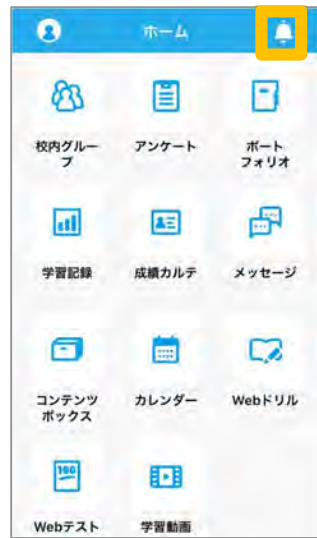 ホーム
校内グルー
プ
アンケート
ポート
フォリオ
学習記録
成績カルテ
メッセージ
コンテンツ
ボックス
カレンダー
Webドリル
100
Webテスト
学習動画